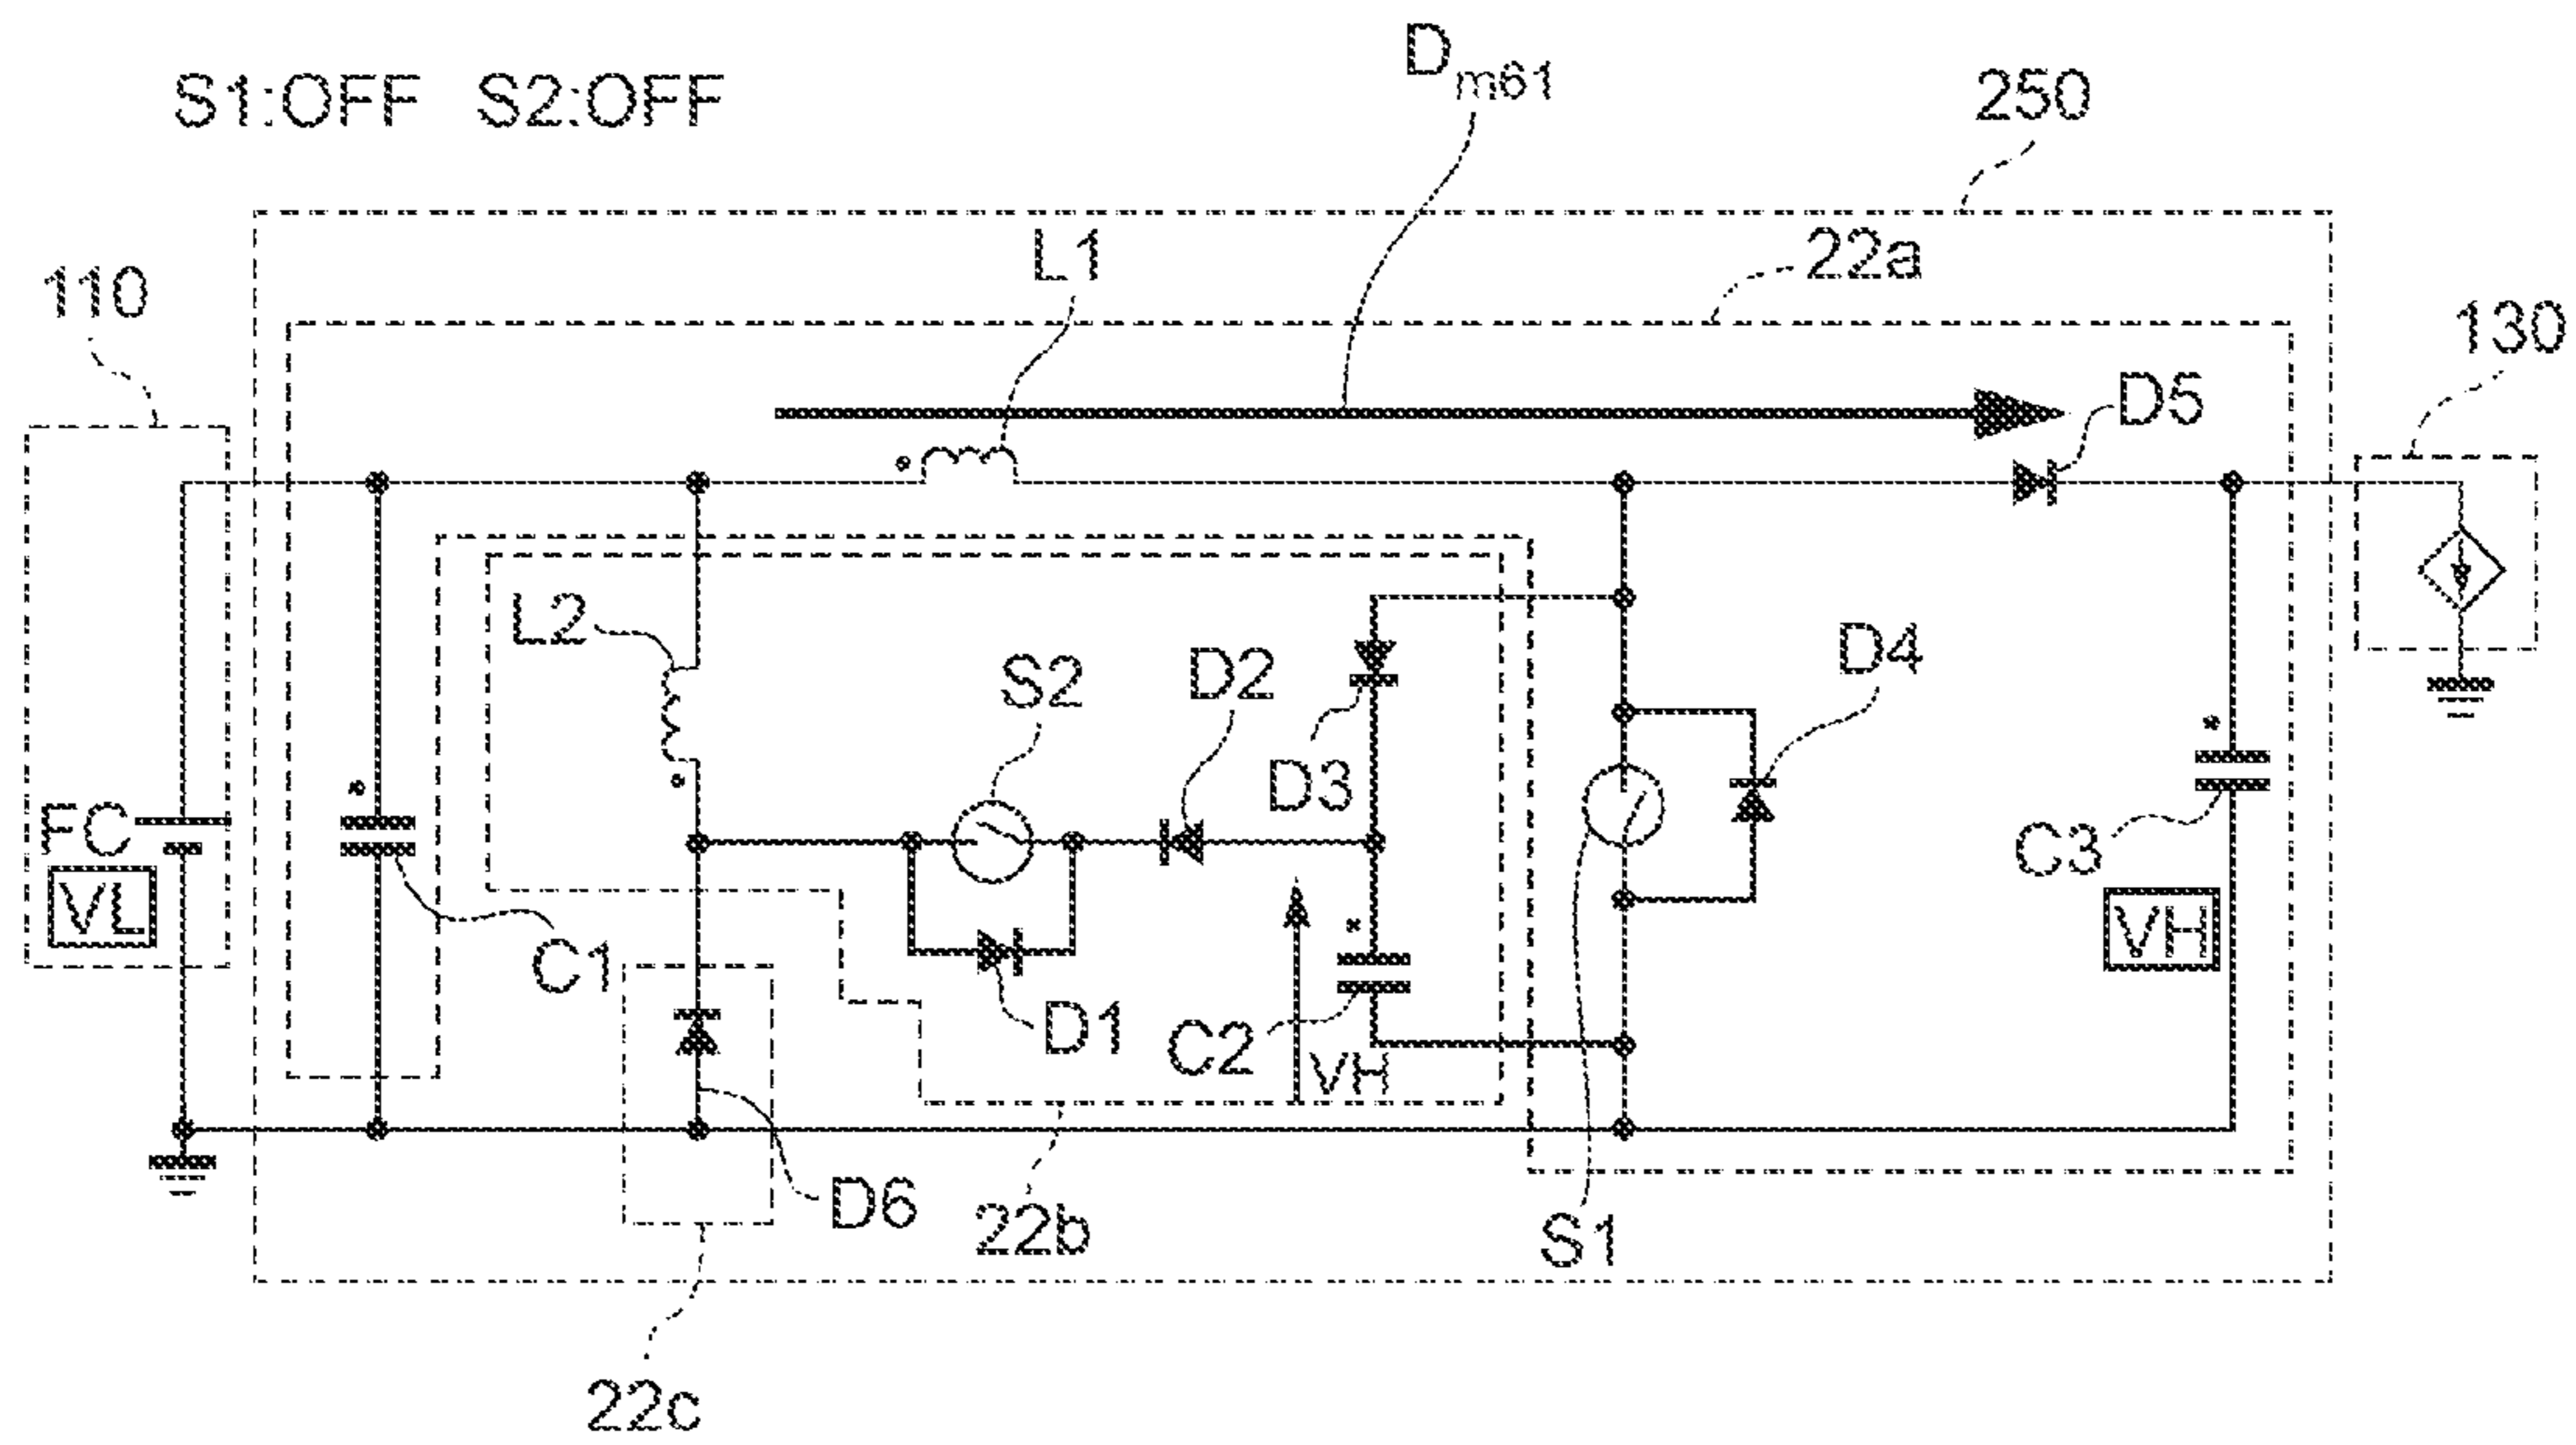 S1:OFF S2:OFF
Dm61
250
L1
22a
110
130
D5
L2
S2
D2
D4
D3
FC
VL
C1
C3
VH
D1
C2
VH
D6
22b
S1
22c